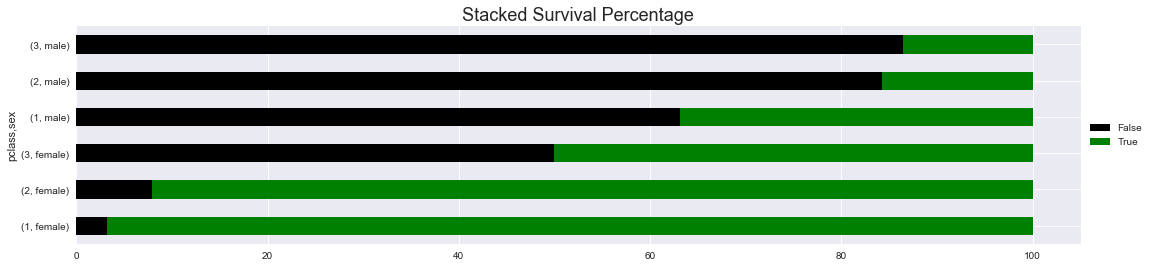 Stacked Survival Percentage
pclass,sex
(3, male)
(2, male)
(1, male)
(3, female)
(2, female)
(1, female)
0 20 40 60 80 100
False
True